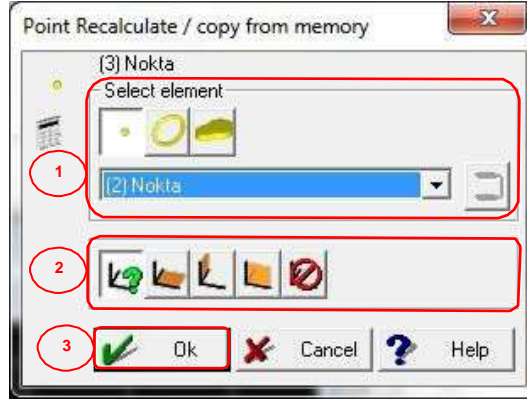 Point Recalculate / copy from memory
x
(3) Nokta
Select element
1
(2) Nokta
2
3
Ok
Cancel
?
Help